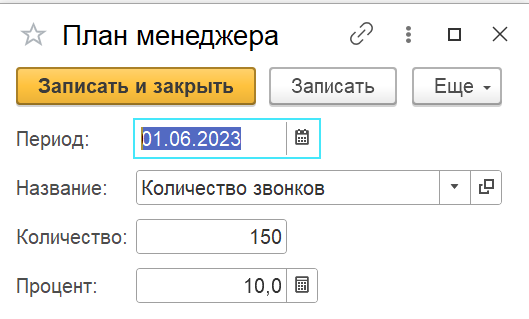 План менеджера
Записать и закрыть Записать Еще
Период: 01.06.2023
Название: Количество звонков
Количество: 150
Процент: 10,0